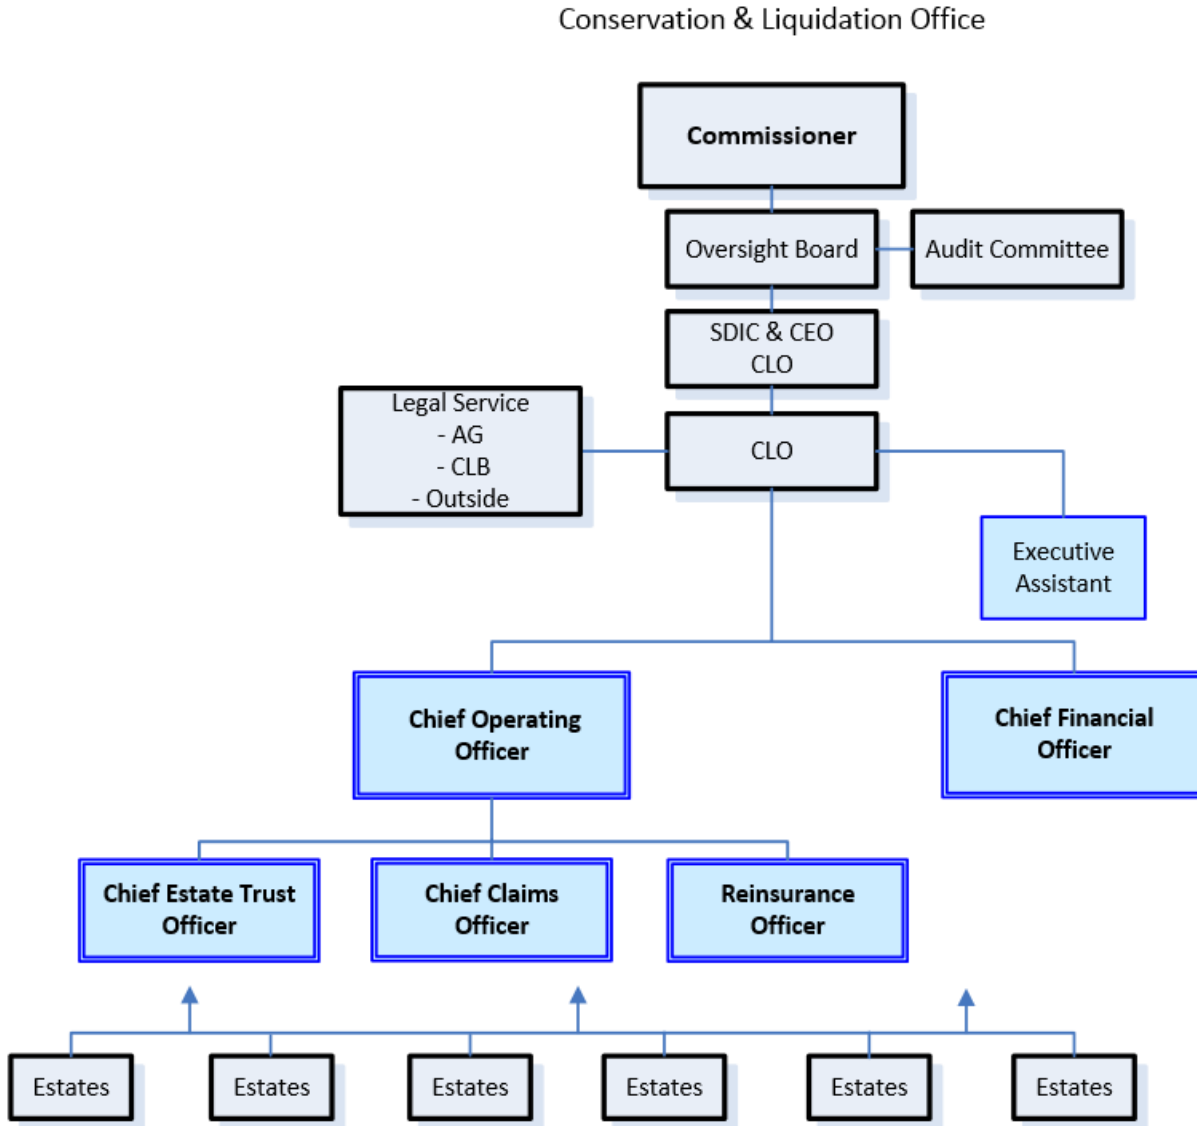 Conservation & Liquidation Office
Commissioner
Oversight Board
Audit Committee
SDIC & CEO
CLO
Legal Service
- AG
- CLB
- Outside
CLO
Executive
Assistant
Chief Operating
Officer
Chief Financial
Officer
Chief Estate Trust
Officer
Chief Claims
Officer
Reinsurance
Officer
Estates
Estates
Estates
Estates
Estates
Estates